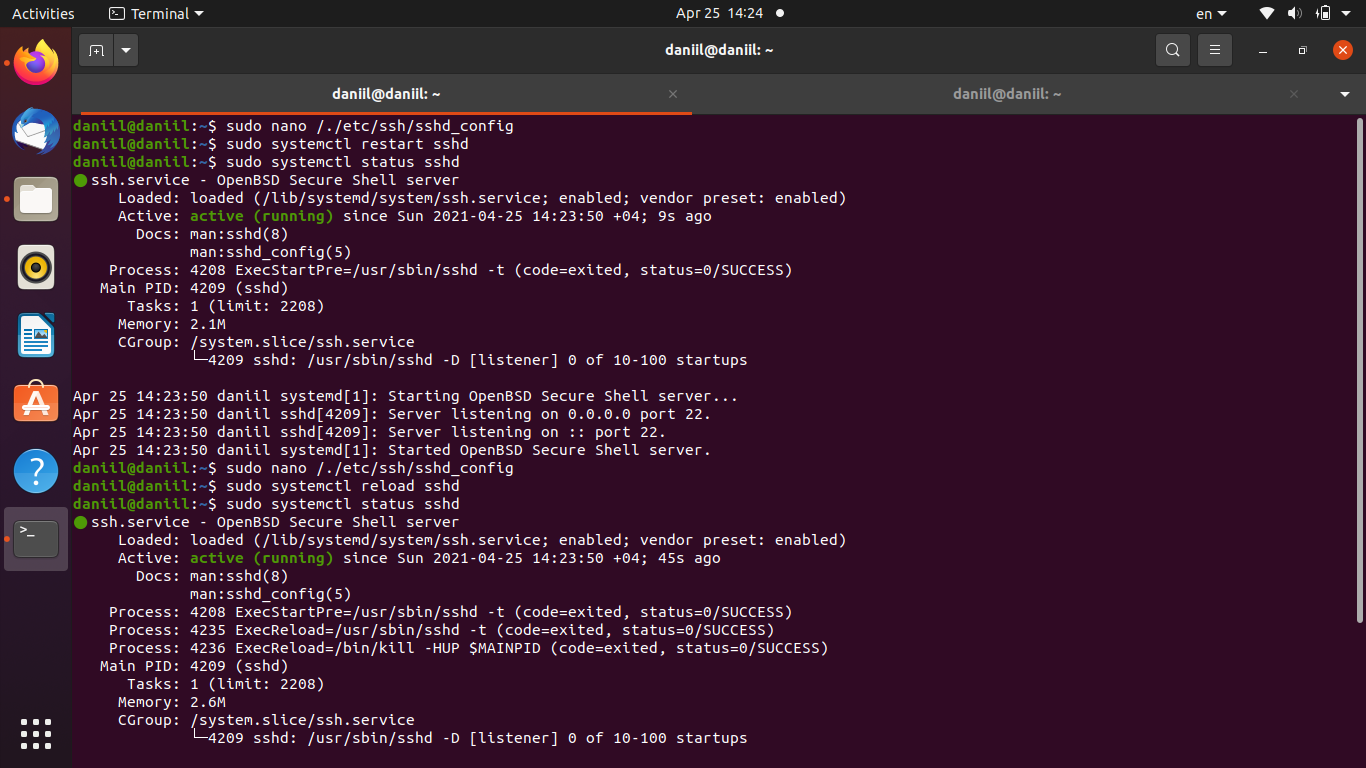 Activities
Terminal
Apr 25 14:24
en
daniil@daniil: ~
daniil@daniil: ~
daniil@daniil: ~
daniil@daniil:~$ sudo nano /./etc/ssh/sshd_config
daniil@daniil:~$ sudo systemctl restart sshd
daniil@daniil:~$ sudo systemctl status sshd
● ssh.service - OpenBSD Secure Shell server
Loaded: loaded (/lib/systemd/system/ssh.service; enabled; vendor preset: enabled)
Active: active (running) since Sun 2021-04-25 14:23:50 +04; 9s ago
Docs: man:sshd(8)
man:sshd_config(5)
Process: 4208 ExecStartPre=/usr/sbin/sshd -t (code=exited, status=0/SUCCESS)
Main PID: 4209 (sshd)
Tasks: 1 (limit: 2208)
Memory: 2.1M
CGroup: /system.slice/ssh.service
└─4209 sshd: /usr/sbin/sshd -D [listener] 0 of 10-100 startups
Apr 25 14:23:50 daniil systemd[1]: Starting OpenBSD Secure Shell server...
Apr 25 14:23:50 daniil sshd[4209]: Server listening on 0.0.0.0 port 22.
Apr 25 14:23:50 daniil sshd[4209]: Server listening on :: port 22.
Apr 25 14:23:50 daniil systemd[1]: Started OpenBSD Secure Shell server.
daniil@daniil:~$ sudo nano /./etc/ssh/sshd_config
daniil@daniil:~$ sudo systemctl reload sshd
daniil@daniil:~$ sudo systemctl status sshd
● ssh.service - OpenBSD Secure Shell server
Loaded: loaded (/lib/systemd/system/ssh.service; enabled; vendor preset: enabled)
Active: active (running) since Sun 2021-04-25 14:23:50 +04; 45s ago
Docs: man:sshd(8)
man:sshd_config(5)
Process: 4208 ExecStartPre=/usr/sbin/sshd -t (code=exited, status=0/SUCCESS)
Process: 4235 ExecReload=/usr/sbin/sshd -t (code=exited, status=0/SUCCESS)
Process: 4236 ExecReload=/bin/kill -HUP $MAINPID (code=exited, status=0/SUCCESS)
Main PID: 4209 (sshd)
Tasks: 1 (limit: 2208)
Memory: 2.6M
CGroup: /system.slice/ssh.service
└─4209 sshd: /usr/sbin/sshd -D [listener] 0 of 10-100 startups